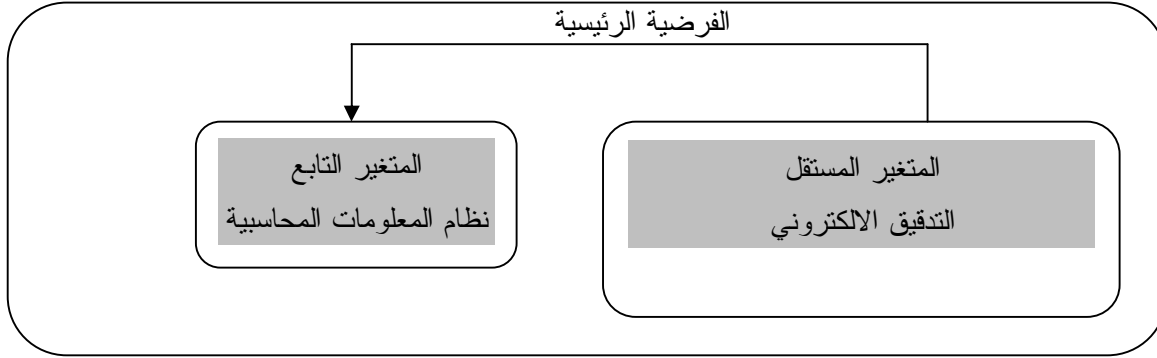 الفرضية الرئيسية
المتغير المستقل
التدقيق الالكتروني
المتغير التابع
نظام المعلومات المحاسبية